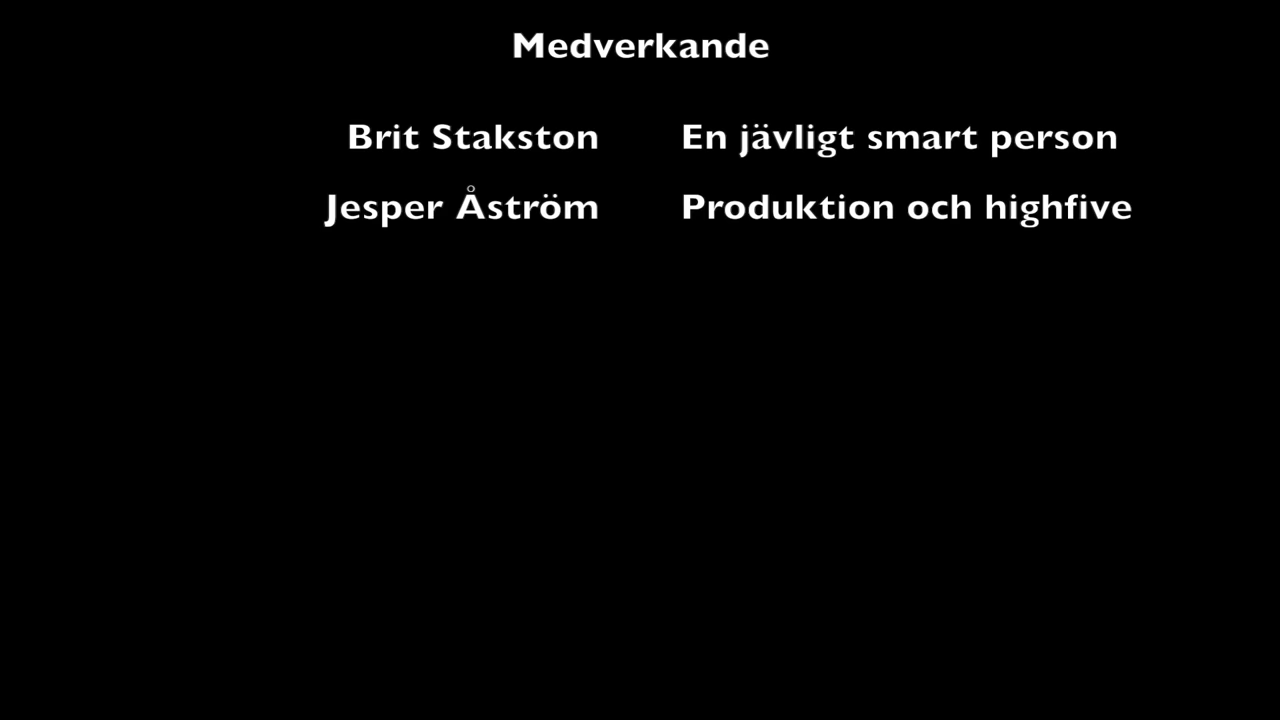 Medverkande
Brit Stakston En jävligt smart person
Jesper Åström Produktion och highfive